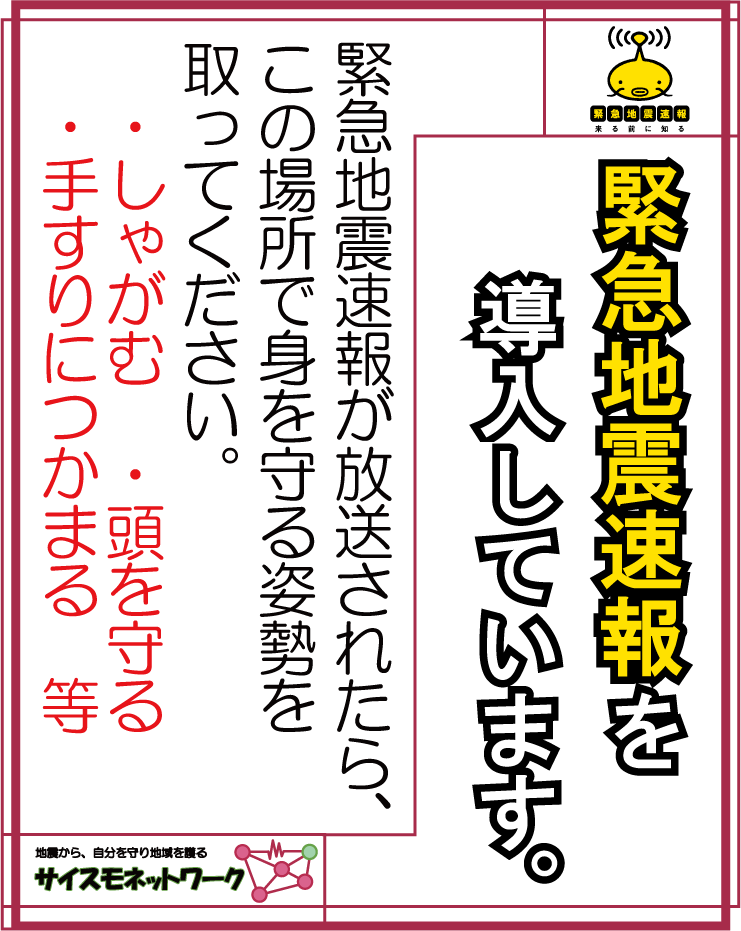 緊急地震速報
来る前に知る
緊急地震速報を
導入しています。
緊急地震速報が放送されたら、
この場所で身を守る姿勢を
取ってください。
・しゃがむ ・頭を守る
・手すりにつかまる 等
地震から、自分を守り地域を護る
サイスモネットワーク